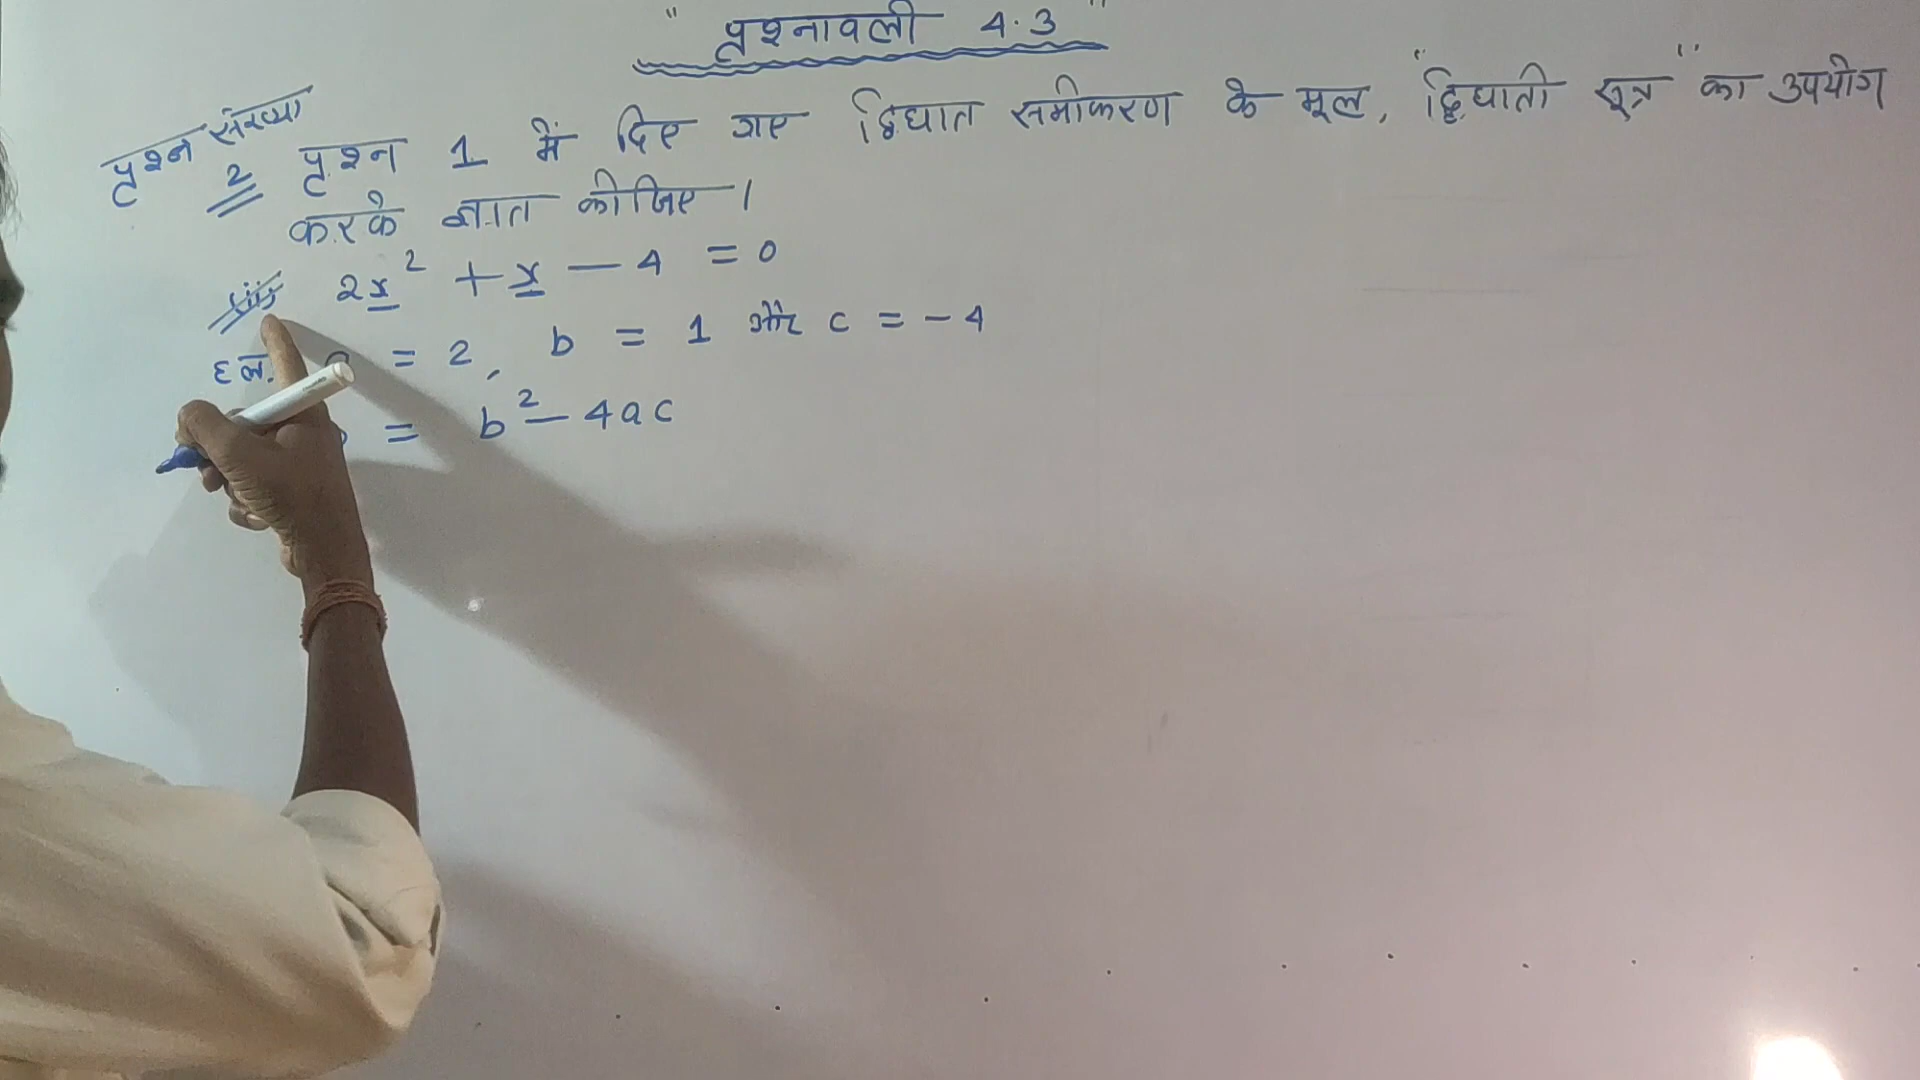 " प्रश्नावली 4.3 "
प्रश्न संख्या
2 प्रश्न 1 में दिए गए द्विघात समीकरण के मूल, "द्विघाती सूत्र" का उपयोग
करके ज्ञात कीजिए।
(ii) 2x² + x - 4 = 0
हल. = 2, b = 1 और c = - 4
= b² - 4ac